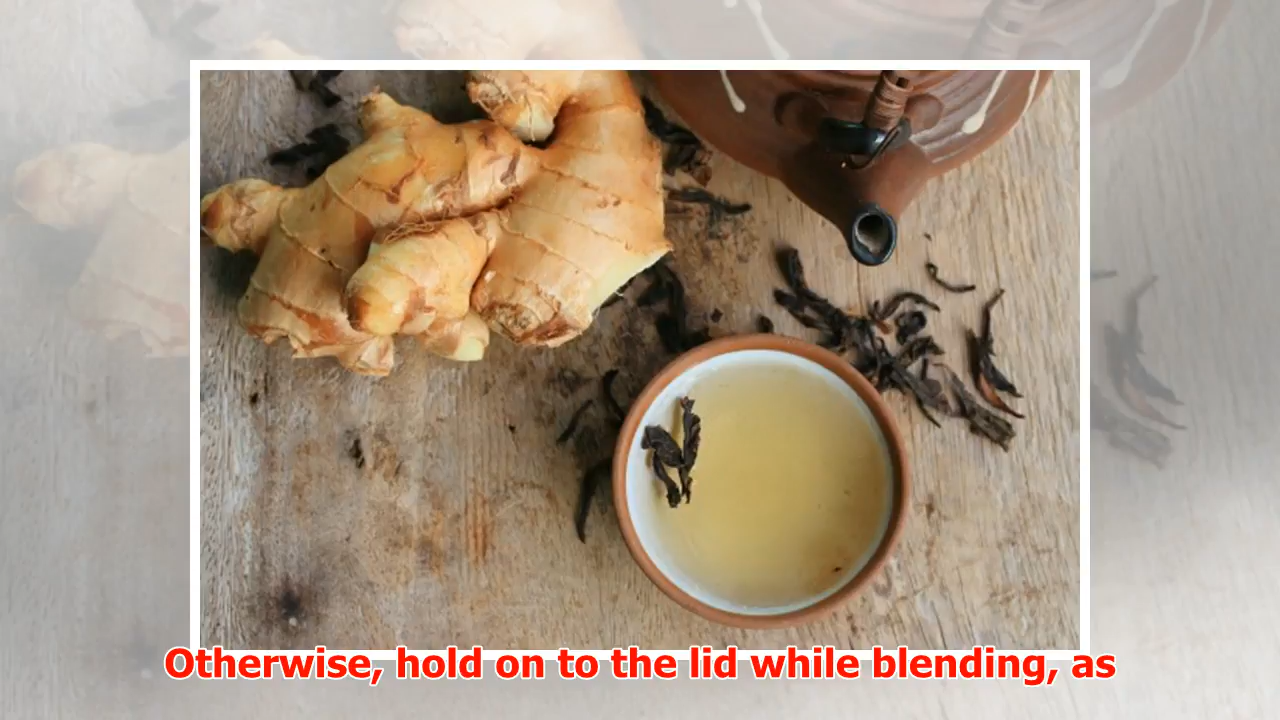 Otherwise, hold on to the lid while blending, as